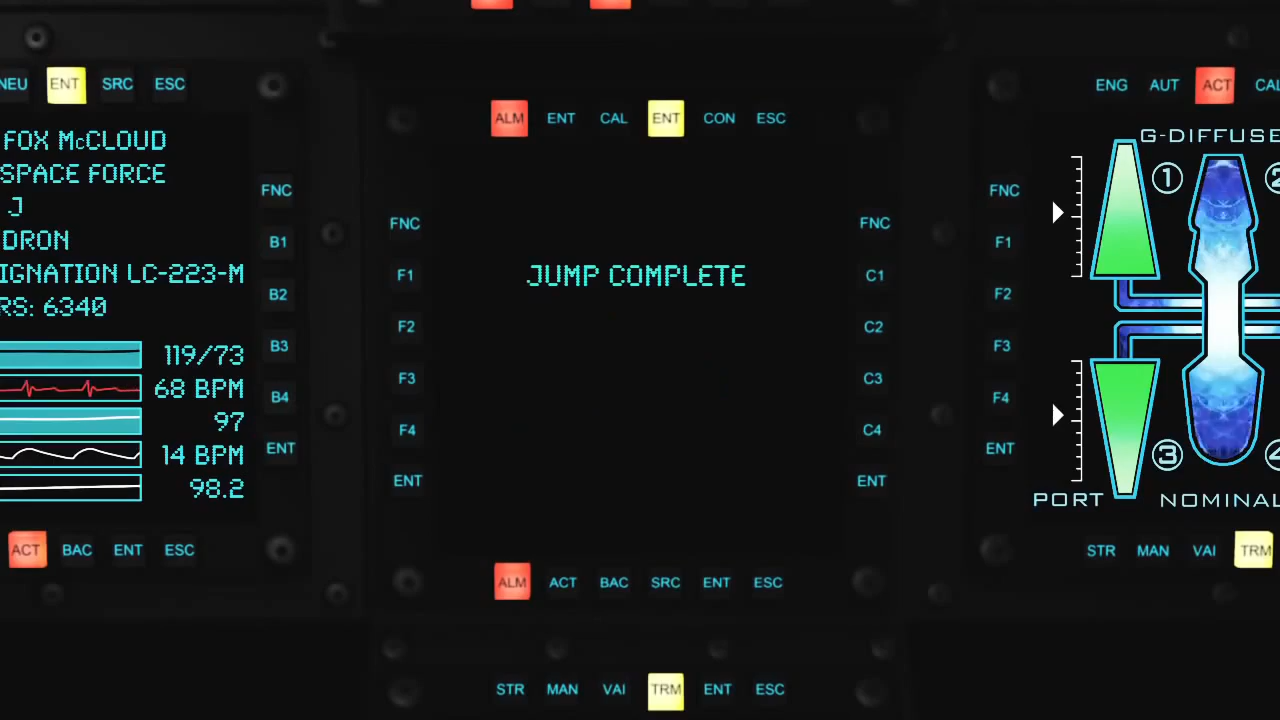 NEU ENT SRC ESC
FOX McCLOUD
SPACE FORCE
J
DRON
IGNATION LC-223-M
RS: 6340
119/73
68 BPM
97
14 BPM
98.2
FNC
B1
B2
B3
B4
ENT
ACT BAC ENT ESC
ALM ENT CAL ENT CON ESC
FNC
F1
F2
F3
F4
ENT
JUMP COMPLETE
FNC
C1
C2
C3
C4
ENT
ALM ACT BAC SRC ENT ESC
STR MAN VAI TRM ENT ESC
ENG AUT ACT CAL
FNC
F1
F2
F3
F4
ENT
G-DIFFUSE
1 2
3 4
PORT NOMINAL
STR MAN VAI TRM